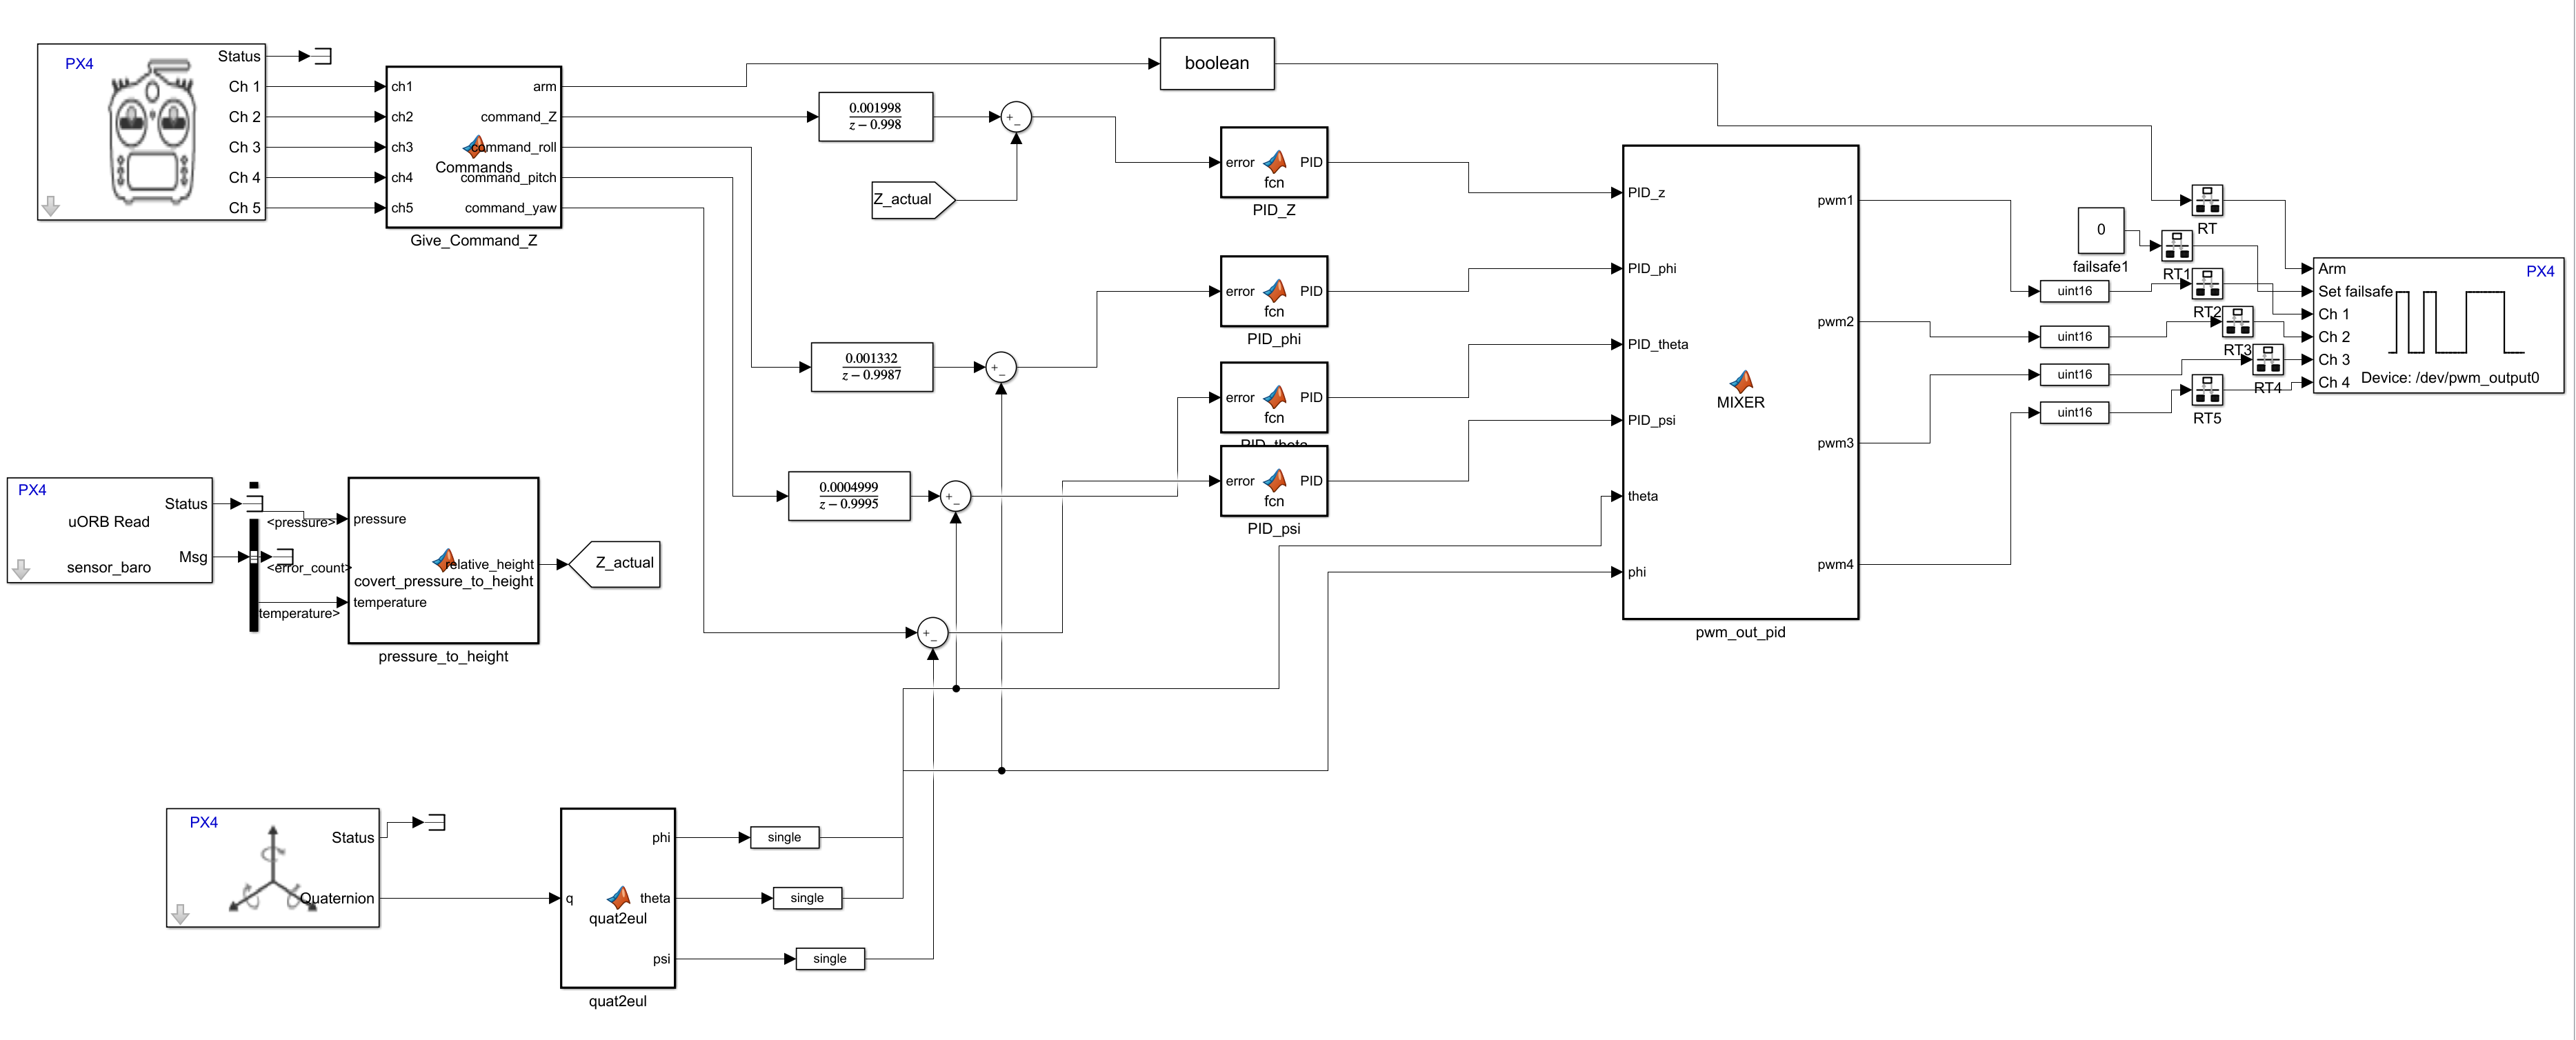 PX4
Status
Ch 1
Ch 2
Ch 3
Ch 4
Ch 5
ch1
ch2
ch3
ch4
ch5
Commands
arm
command_Z
command_roll
command_pitch
command_yaw
Give_Command_Z
boolean
0.001998
z − 0.998
+
−
Z_actual
error
fcn
PID
PID_Z
error
fcn
PID
PID_phi
0.001332
z − 0.9987
+
−
error
fcn
PID
PID_theta
0.0004999
z − 0.9995
+
−
error
fcn
PID
PID_psi
+
−
PX4
uORB Read
sensor_baro
Status
Msg
<pressure>
<error_count>
temperature>
pressure
temperature
relative_height
covert_pressure_to_height
pressure_to_height
Z_actual
PX4
Status
Quaternion
q
quat2eul
phi
theta
psi
quat2eul
single
single
single
PID_z
PID_phi
PID_theta
PID_psi
theta
phi
MIXER
pwm1
pwm2
pwm3
pwm4
pwm_out_pid
0
failsafe1
uint16
uint16
uint16
uint16
RT
RT1
RT2
RT3
RT4
RT5
PX4
Arm
Set failsafe
Ch 1
Ch 2
Ch 3
Ch 4
Device: /dev/pwm_output0